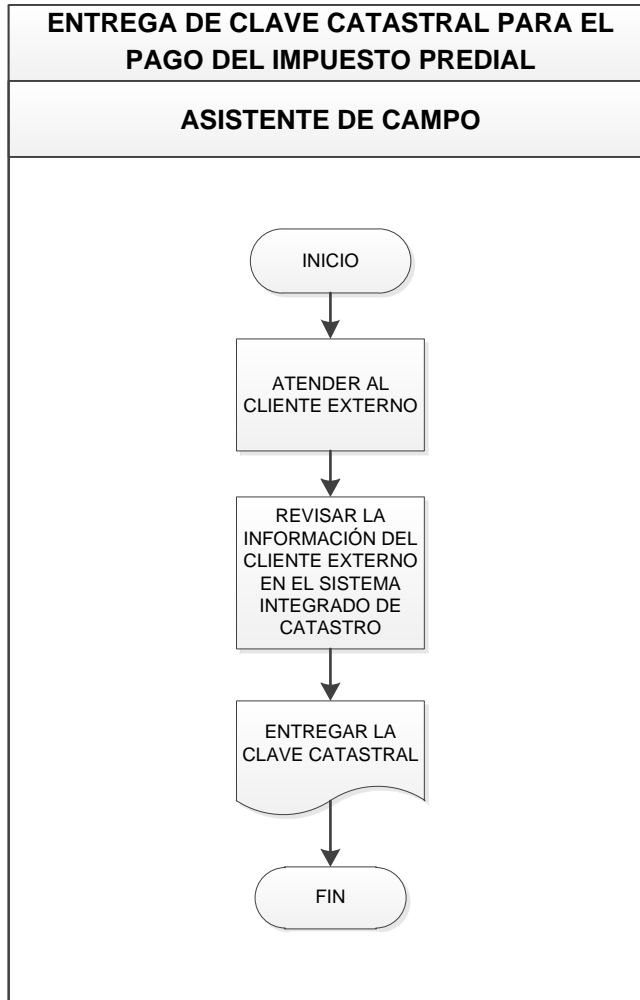 ENTREGA DE CLAVE CATASTRAL PARA EL
PAGO DEL IMPUESTO PREDIAL
ASISTENTE DE CAMPO
INICIO
ATENDER AL
CLIENTE EXTERNO
REVISAR LA
INFORMACIÓN DEL
CLIENTE EXTERNO
EN EL SISTEMA
INTEGRADO DE
CATASTRO
ENTREGAR LA
CLAVE CATASTRAL
FIN